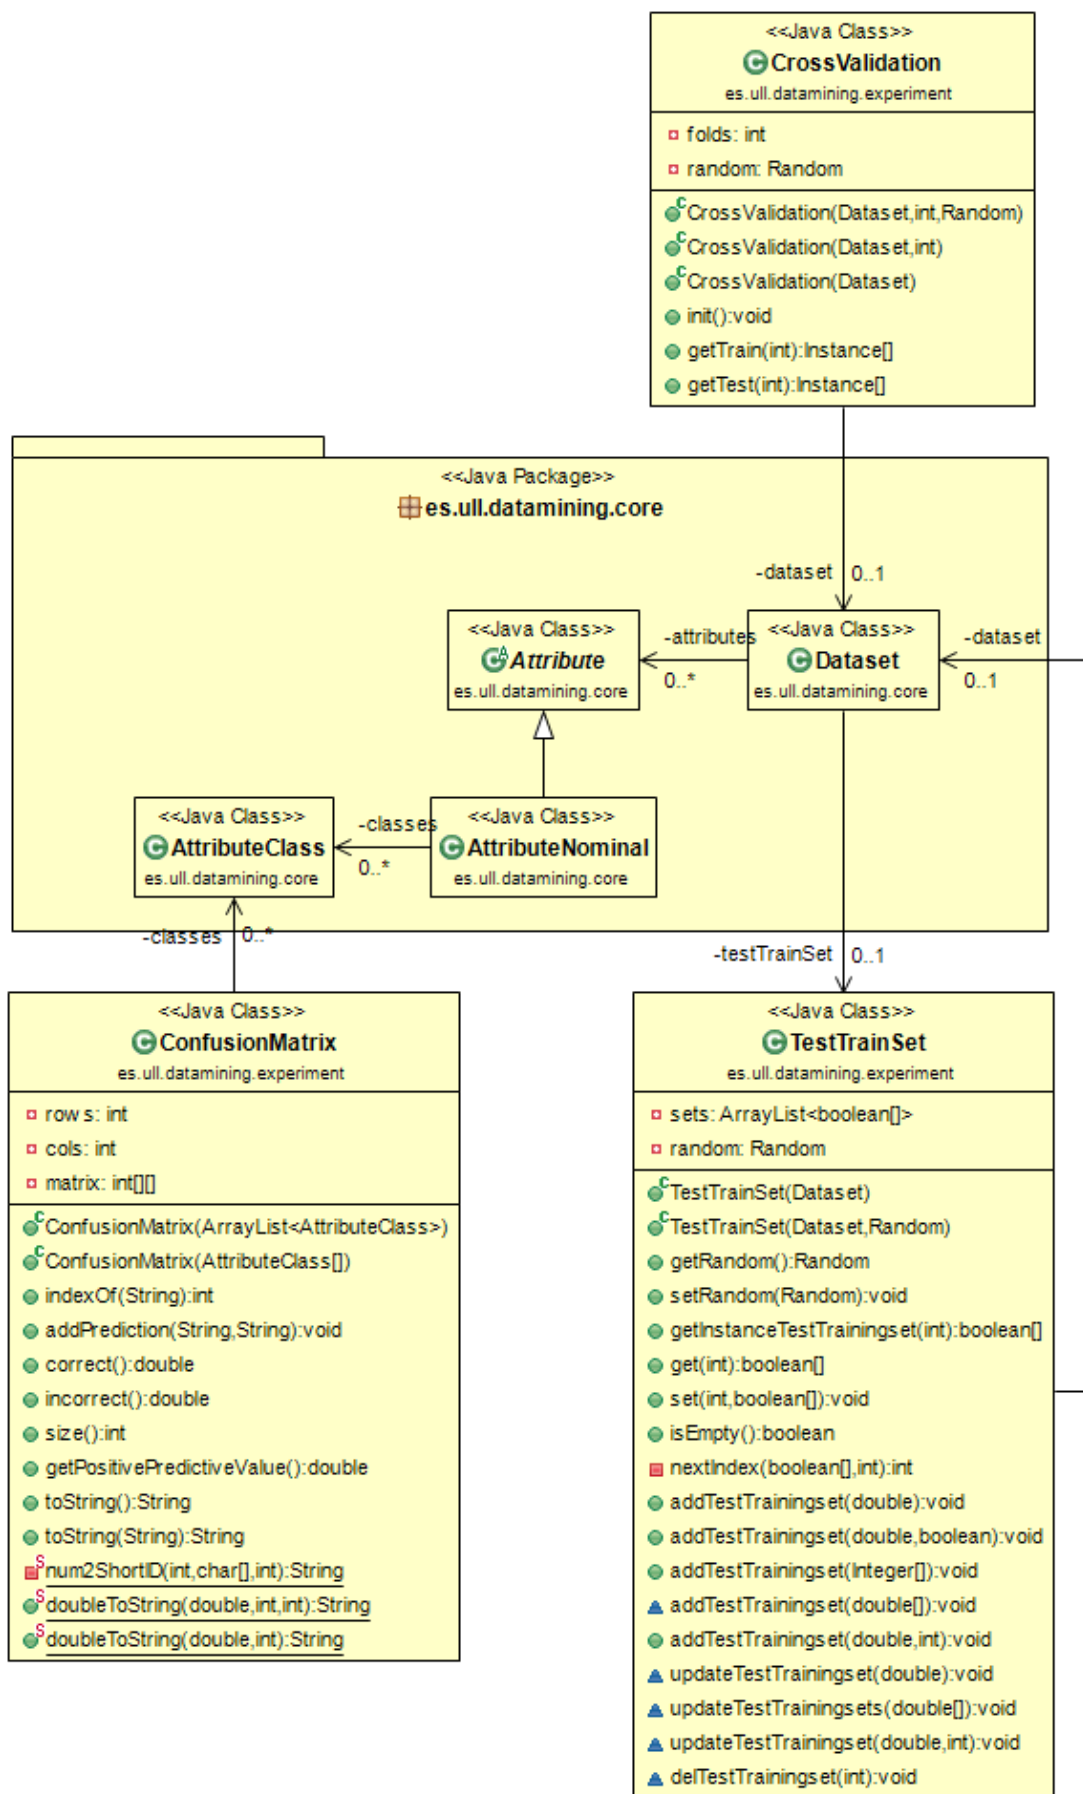 <<Java Class>>
CrossValidation
es.ull.datamining.experiment
folds: int
random: Random
CrossValidation(Dataset,int,Random)
CrossValidation(Dataset,int)
CrossValidation(Dataset)
init():void
getTrain(int):Instance[]
getTest(int):Instance[]
<<Java Package>>
es.ull.datamining.core
-dataset 0..1
<<Java Class>>
Attribute
es.ull.datamining.core
-attributes
0..*
<<Java Class>>
Dataset
es.ull.datamining.core
-dataset
0..1
<<Java Class>>
AttributeClass
es.ull.datamining.core
-classes
0..*
<<Java Class>>
AttributeNominal
es.ull.datamining.core
-classes 0..*
-testTrainSet 0..1
<<Java Class>>
ConfusionMatrix
es.ull.datamining.experiment
rows: int
cols: int
matrix: int[][]
ConfusionMatrix(ArrayList<AttributeClass>)
ConfusionMatrix(AttributeClass[])
indexOf(String):int
addPrediction(String,String):void
correct():double
incorrect():double
size():int
getPositivePredictiveValue():double
toString():String
toString(String):String
num2ShortID(int,char[],int):String
doubleToString(double,int,int):String
doubleToString(double,int):String
<<Java Class>>
TestTrainSet
es.ull.datamining.experiment
sets: ArrayList<boolean[]>
random: Random
TestTrainSet(Dataset)
TestTrainSet(Dataset,Random)
getRandom():Random
setRandom(Random):void
getInstanceTestTrainingset(int):boolean[]
get(int):boolean[]
set(int,boolean[]):void
isEmpty():boolean
nextIndex(boolean[],int):int
addTestTrainingset(double):void
addTestTrainingset(double,boolean):void
addTestTrainingset(Integer[]):void
addTestTrainingset(double[]):void
addTestTrainingset(double,int):void
updateTestTrainingset(double):void
updateTestTrainingsets(double[]):void
updateTestTrainingset(double,int):void
delTestTrainingset(int):void